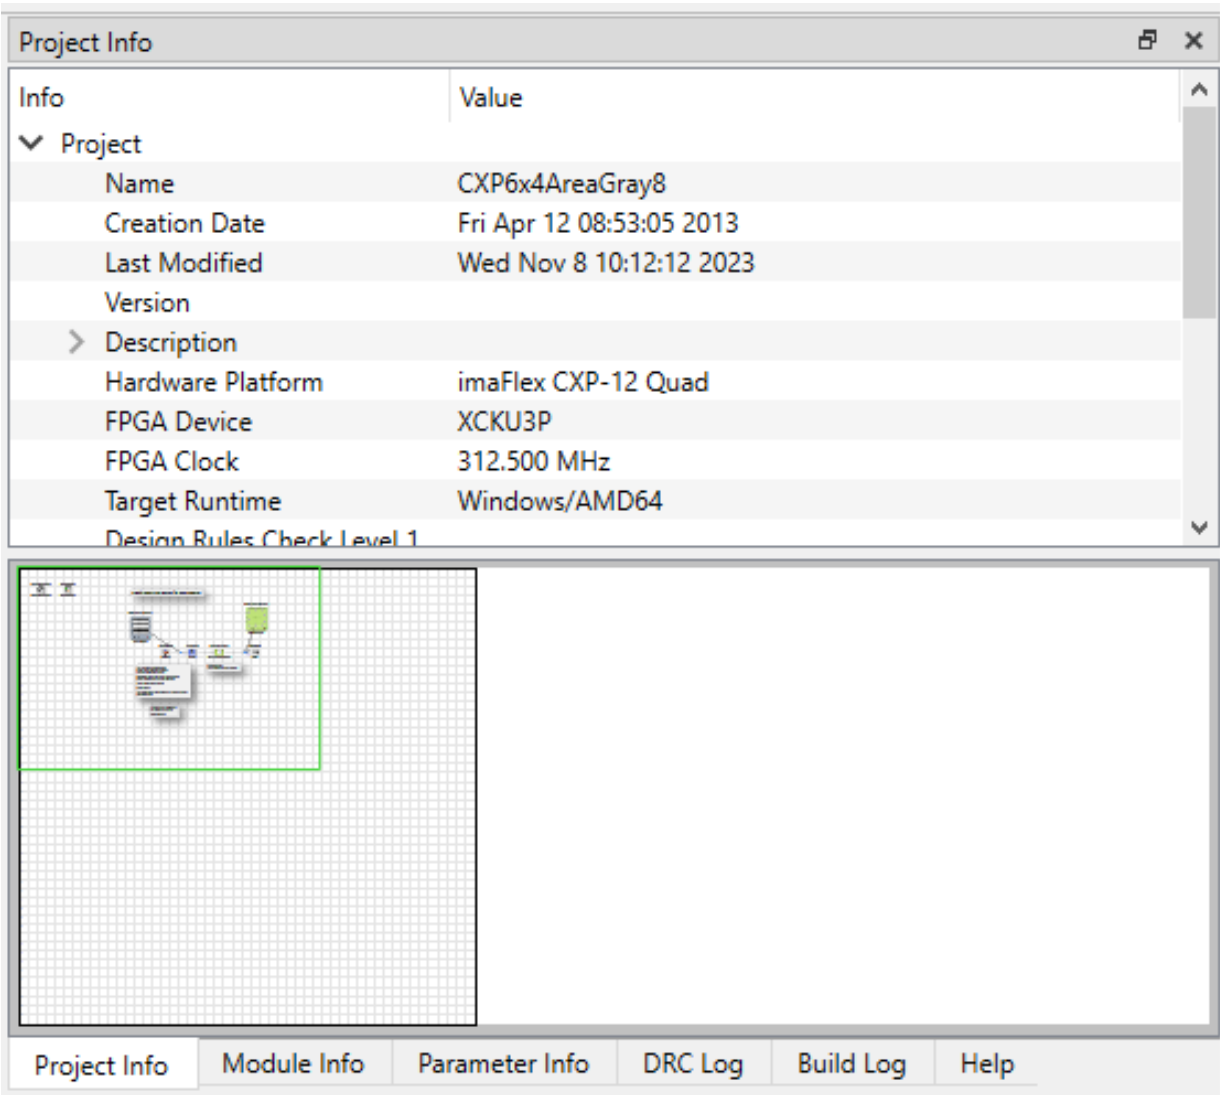 Project Info
Info Value
Project
Name CXP6x4AreaGray8
Creation Date Fri Apr 12 08:53:05 2013
Last Modified Wed Nov 8 10:12:12 2023
Version
Description
Hardware Platform imaFlex CXP-12 Quad
FPGA Device XCKU3P
FPGA Clock 312.500 MHz
Target Runtime Windows/AMD64
Design Rules Check Level 1
Project Info Module Info Parameter Info DRC Log Build Log Help